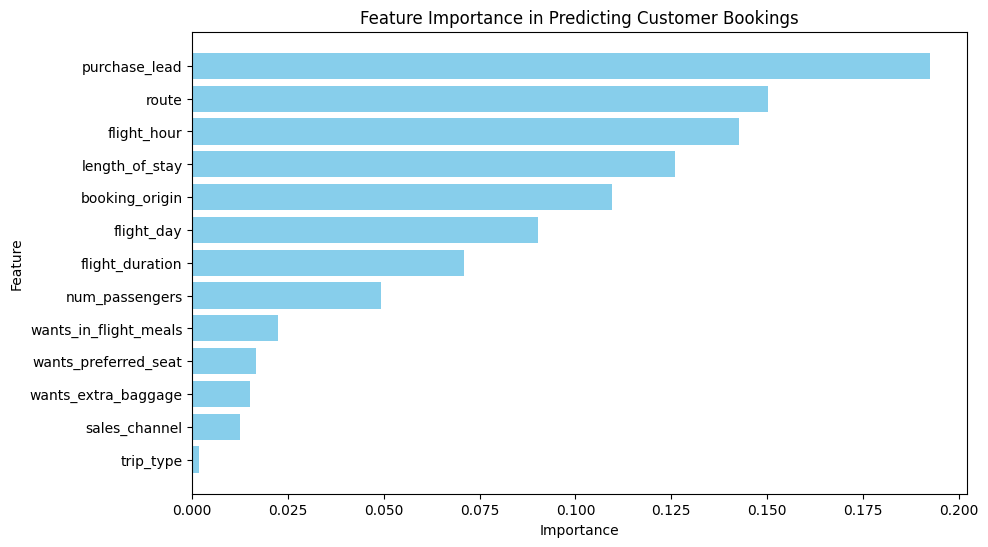 Feature Importance in Predicting Customer Bookings
Feature
purchase_lead
route
flight_hour
length_of_stay
booking_origin
flight_day
flight_duration
num_passengers
wants_in_flight_meals
wants_preferred_seat
wants_extra_baggage
sales_channel
trip_type
0.000 0.025 0.050 0.075 0.100 0.125 0.150 0.175 0.200
Importance